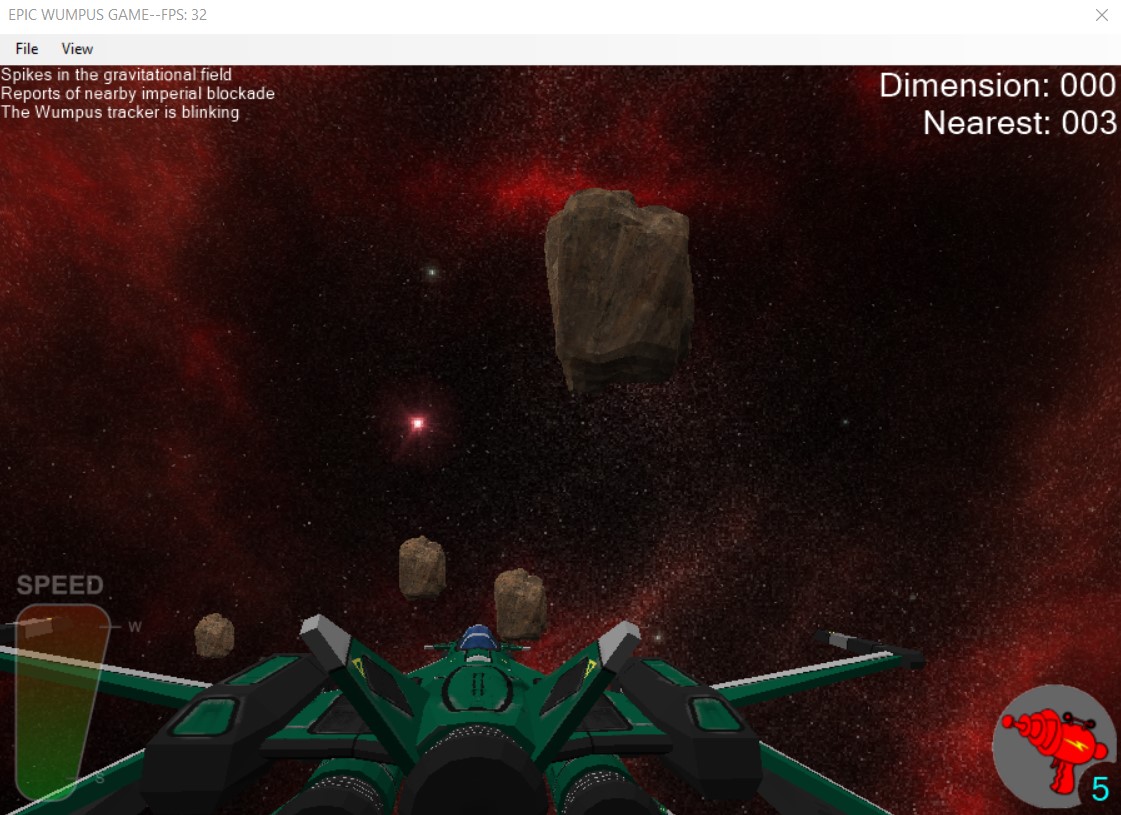 EPIC WUMPUS GAME--FPS: 32
File View
Spikes in the gravitational field
Reports of nearby imperial blockade
The Wumpus tracker is blinking
Dimension: 000
Nearest: 003
SPEED
W
S
5